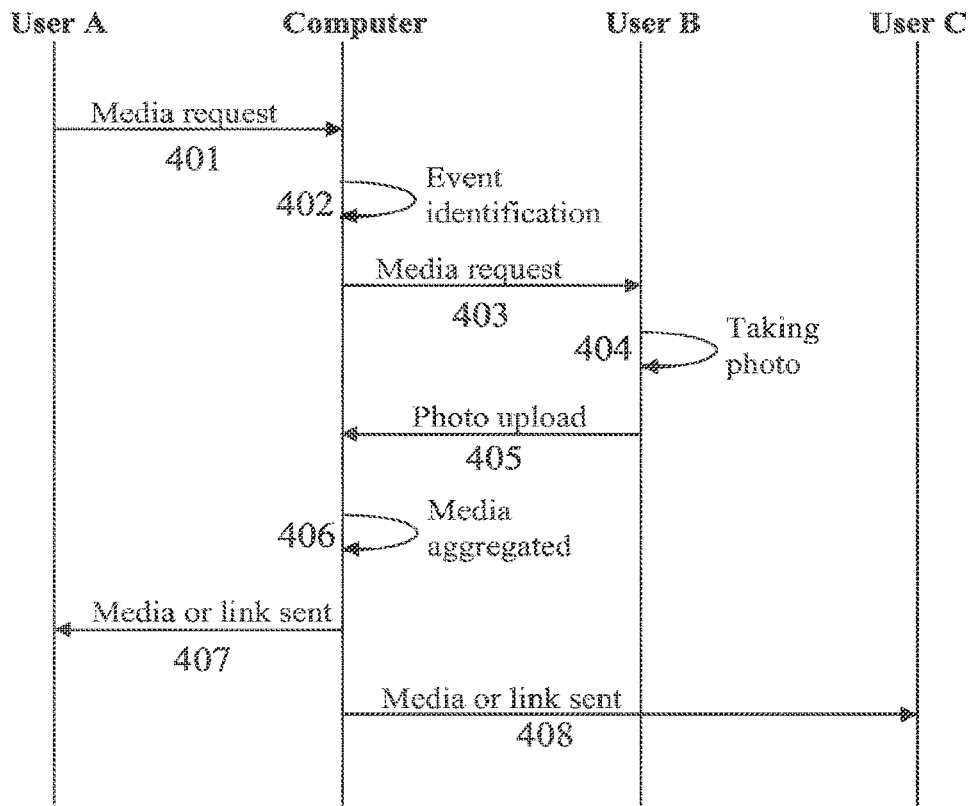 User A
Computer
User B
User C
Media request
401
402
Event
identification
Media request
403
404
Taking
photo
Photo upload
405
406
Media
aggregated
Media or link sent
407
Media or link sent
408